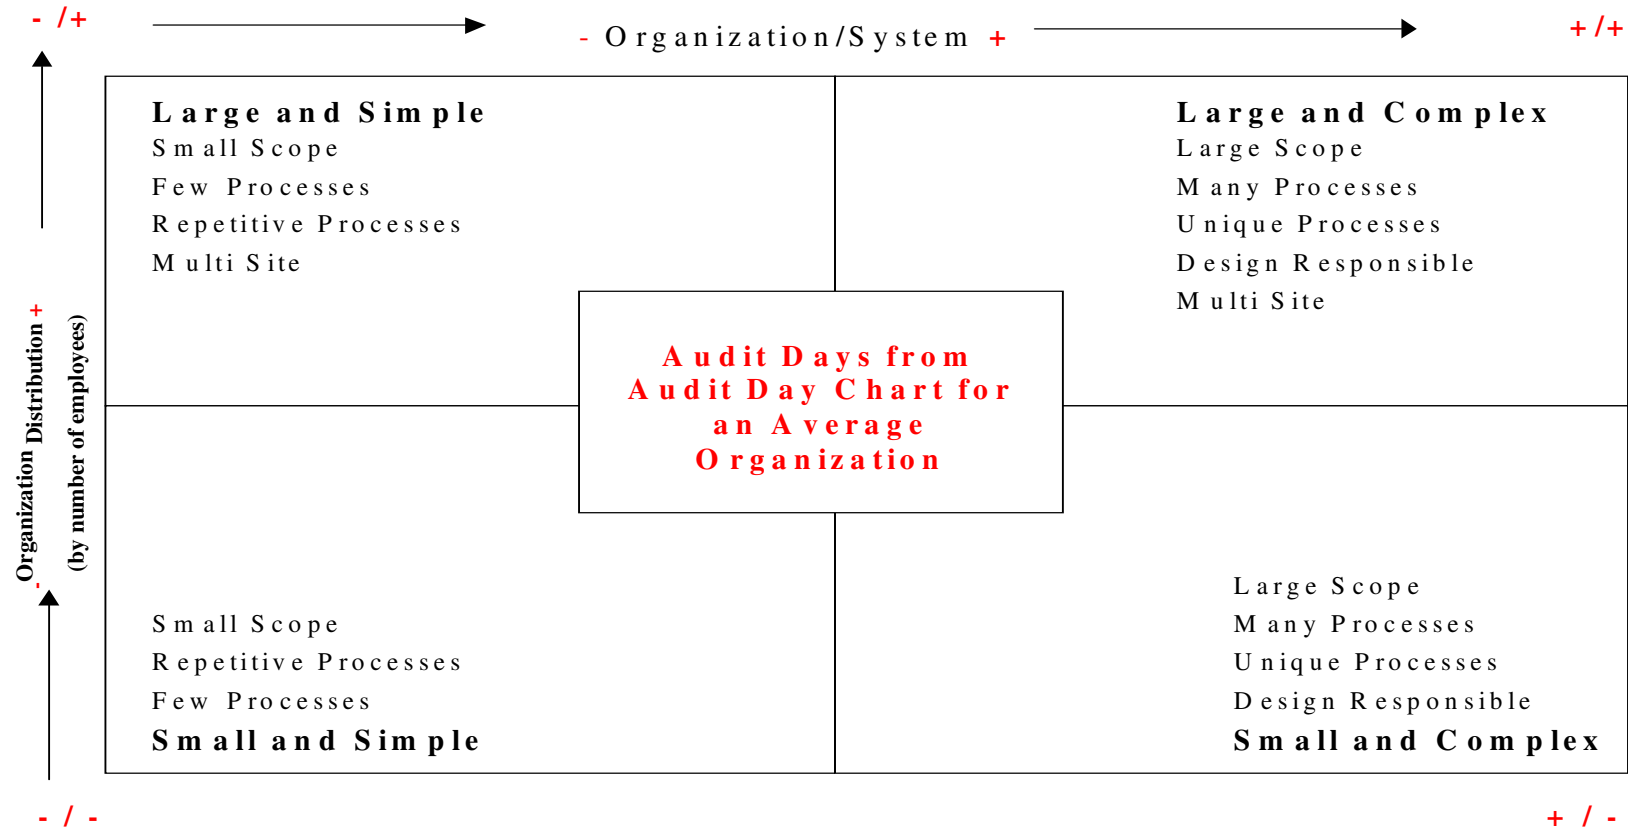 - /+
- Organization/System +
+/+
Large and Simple
Small Scope
Few Processes
Repetitive Processes
Multi Site
Large and Complex
Large Scope
Many Processes
Unique Processes
Design Responsible
Multi Site
Organization Distribution +
-
(by number of employees)
Audit Days from
Audit Day Chart for
an Average
Organization
Small Scope
Repetitive Processes
Few Processes
Small and Simple
Large Scope
Many Processes
Unique Processes
Design Responsible
Small and Complex
- / -
+ / -